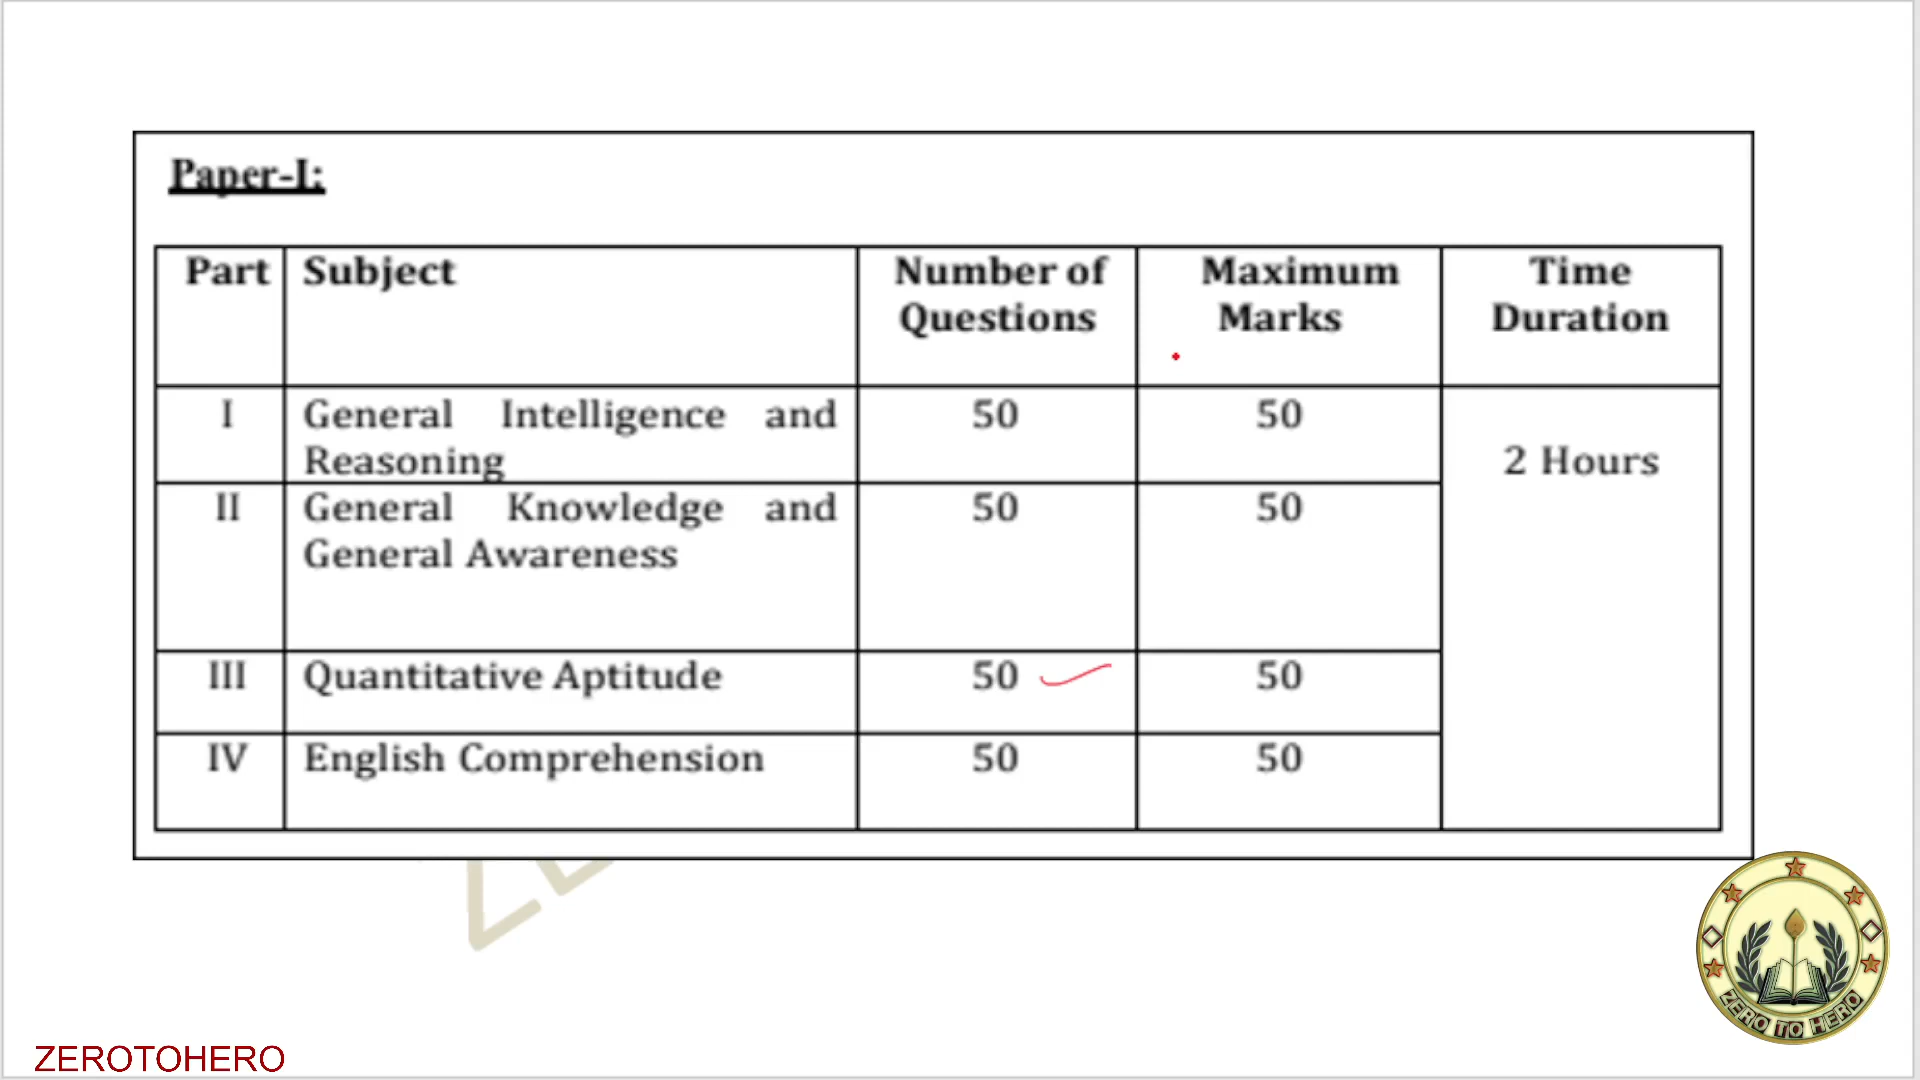 Paper-I:
Part Subject Number of Questions Maximum Marks Time Duration
I General Intelligence and Reasoning 50 50 2 Hours
II General Knowledge and General Awareness 50 50
III Quantitative Aptitude 50 50
IV English Comprehension 50 50
ZERO TO HERO
ZEROTOHERO